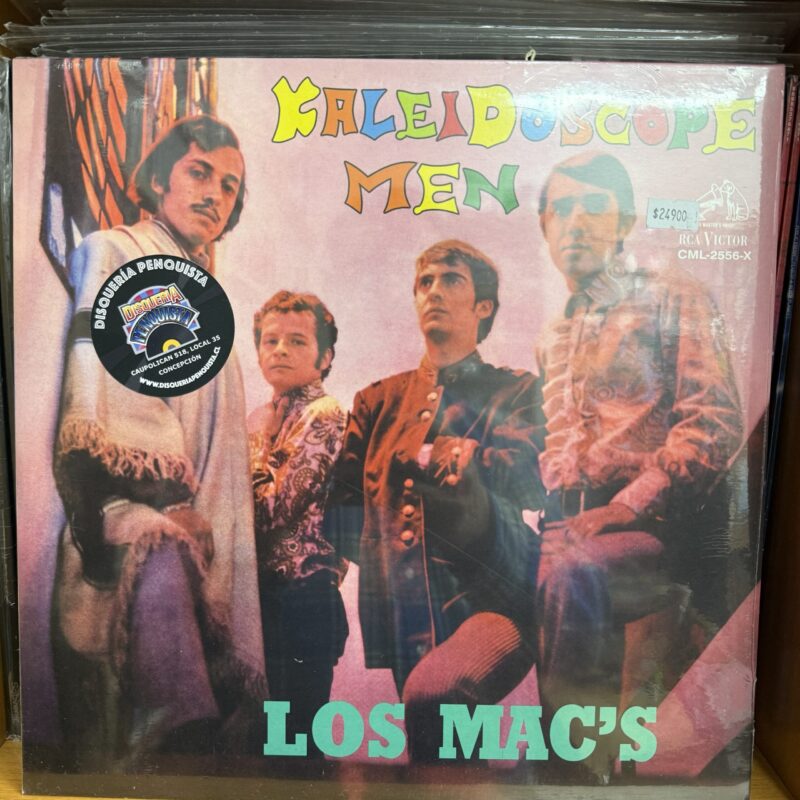 KALEIDOSCOPE
MEN
$24900
RCA VICTOR
CML-2556-X
DISQUERÍA PENQUISTA
DISQUERIA
PENQUISTA
CAUPOLICAN 518, LOCAL 35
CONCEPCIÓN
WWW.DISQUERIAPENQUISTA.CL
LOS MAC'S